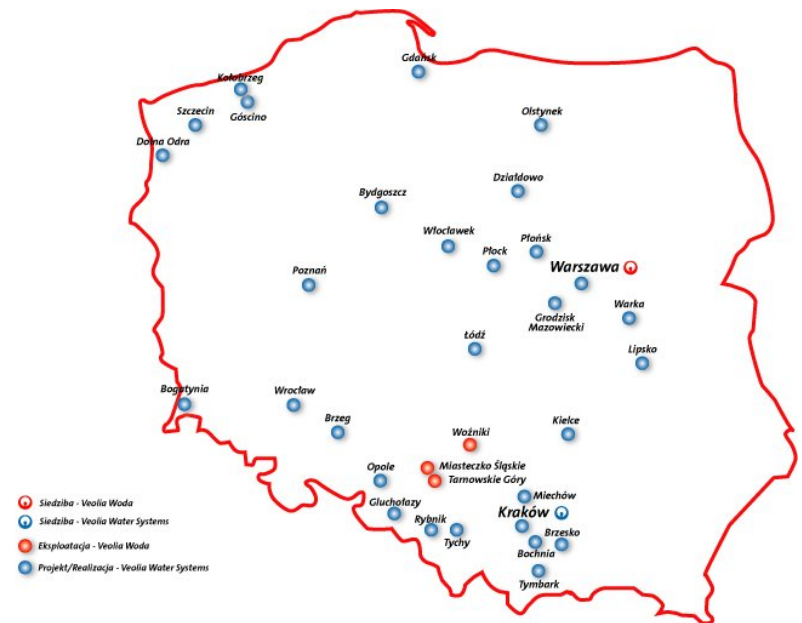 Gdańsk
Kołobrzeg
Góscino
Szczecin
Dolna Odra
Olstynek
Działdowo
Bydgoszcz
Włocławek
Płońsk
Płock
Warszawa
Poznań
Grodzisk
Mazowiecki
Warka
Łódź
Lipsko
Bogatynia
Wrocław
Brzeg
Kielce
Woźniki
Miasteczko Śląskie
Tarnowskie Góry
Opole
Miechów
Głuchołazy
Kraków
Rybnik
Tychy
Brzesko
Bochnia
Tymbark
Siedziba - Veolia Woda
Siedziba - Veolia Water Systems
Eksploatacja - Veolia Woda
Projekt/Realizacja - Veolia Water Systems